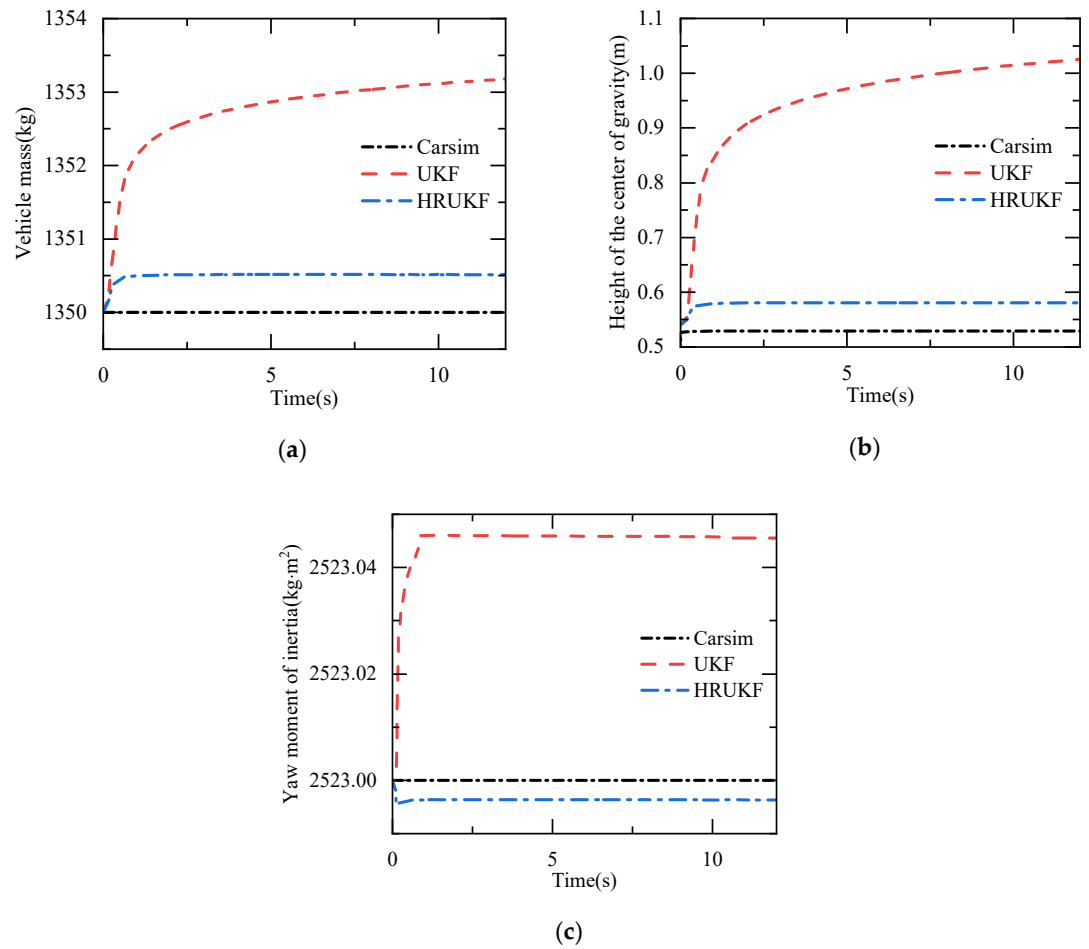 1354
1353
1352
1351
1350
Vehicle mass(kg)
Carsim
UKF
HRUKF
0
5
10
Time(s)
(a)
1.1
1.0
0.9
0.8
0.7
0.6
0.5
Height of the center of gravity(m)
Carsim
UKF
HRUKF
0
5
10
Time(s)
(b)
2523.04
2523.02
2523.00
Yaw moment of inertia(kg·m²)
Carsim
UKF
HRUKF
0
5
10
Time(s)
(c)